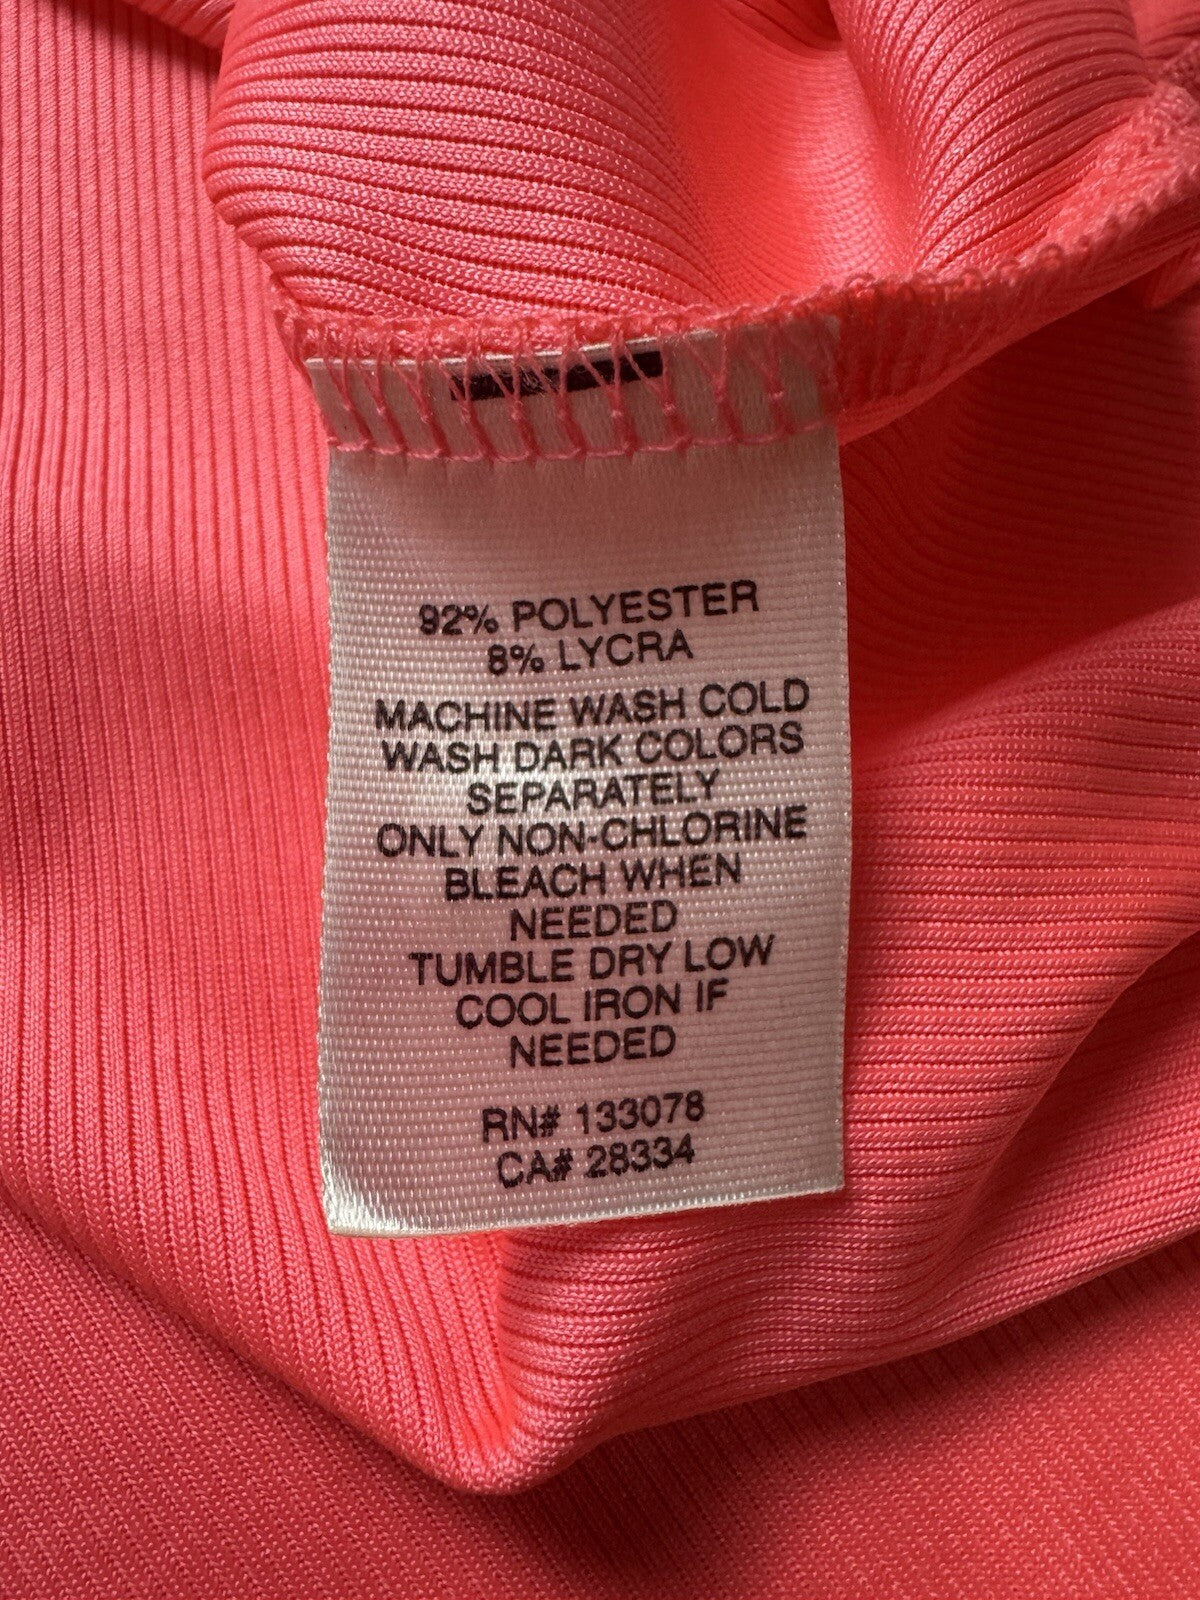 92% POLYESTER
8% LYCRA
MACHINE WASH COLD
WASH DARK COLORS
SEPARATELY
ONLY NON-CHLORINE
BLEACH WHEN
NEEDED
TUMBLE DRY LOW
COOL IRON IF
NEEDED
RN# 133078
CA# 28334